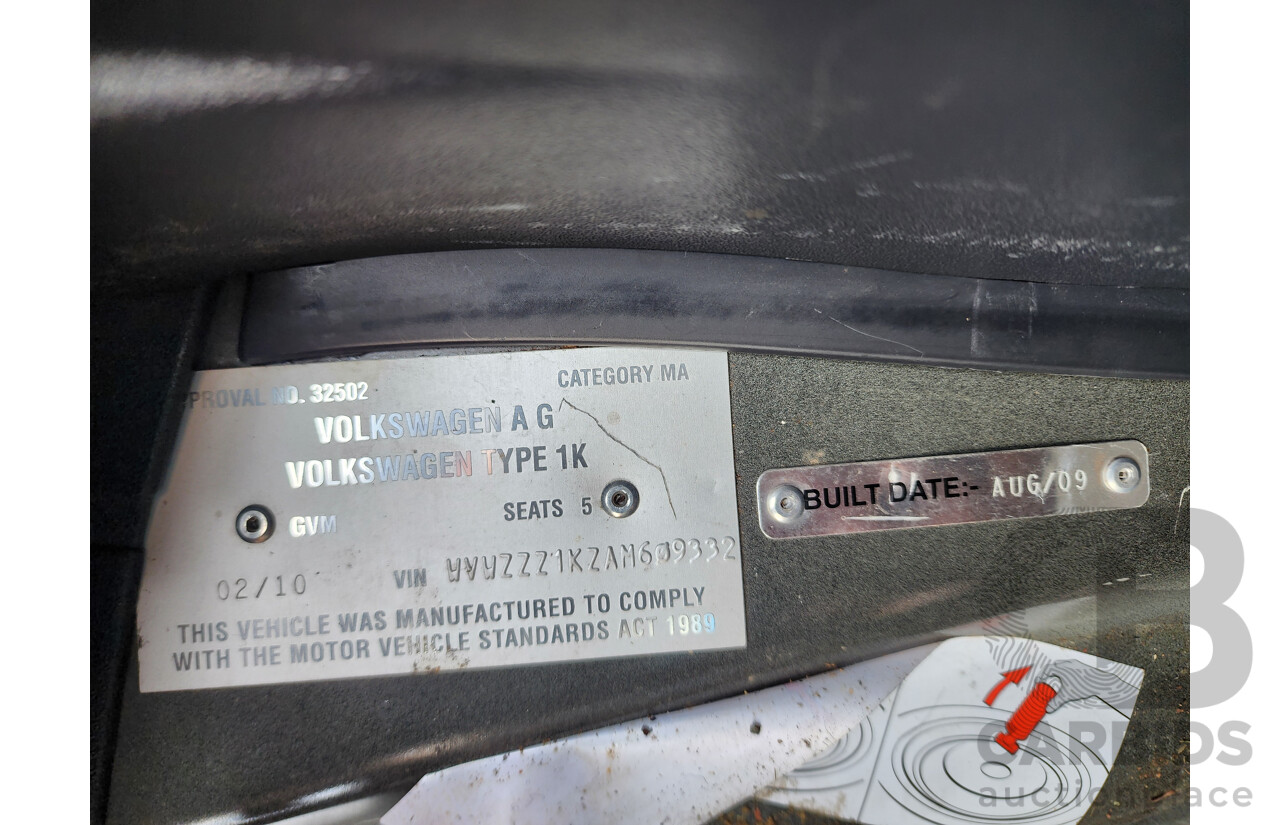 APPROVAL NO. 32502
CATEGORY MA
VOLKSWAGEN A G
VOLKSWAGEN TYPE 1K
SEATS 5
GVM
02/10
VIN WVWZZZ1KZAM609332
THIS VEHICLE WAS MANUFACTURED TO COMPLY
WITH THE MOTOR VEHICLE STANDARDS ACT 1989
BUILT DATE:- AUG/09
CARBIDS
auctionplace